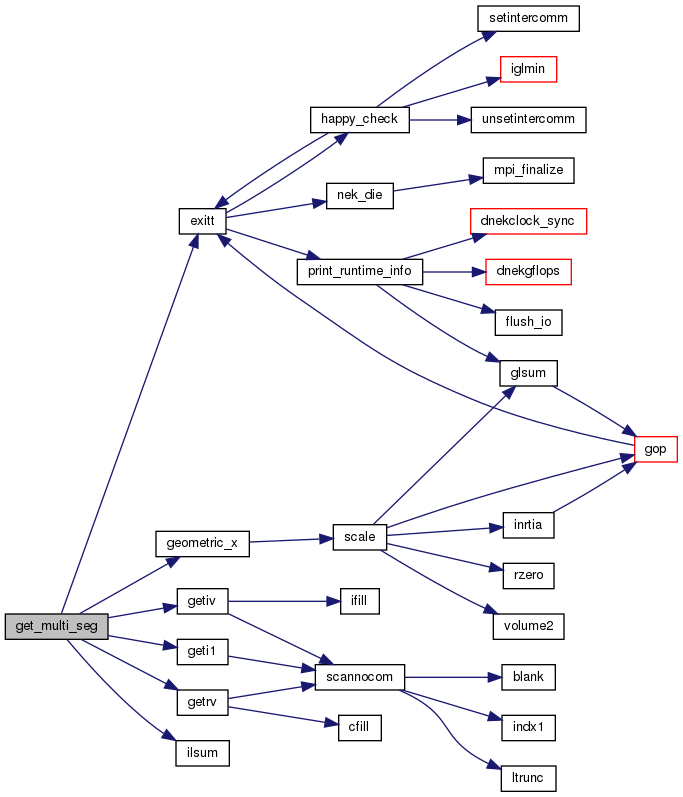 setintercomm
iglmin
happy_check
unsetintercomm
mpi_finalize
nek_die
exitt
dnekclock_sync
print_runtime_info
dnekgflops
flush_io
glsum
gop
inrtia
scale
geometric_x
rzero
getiv
ifill
get_multi_seg
volume2
geti1
scannocom
blank
getrv
cfill
indx1
ilsum
ltrunc